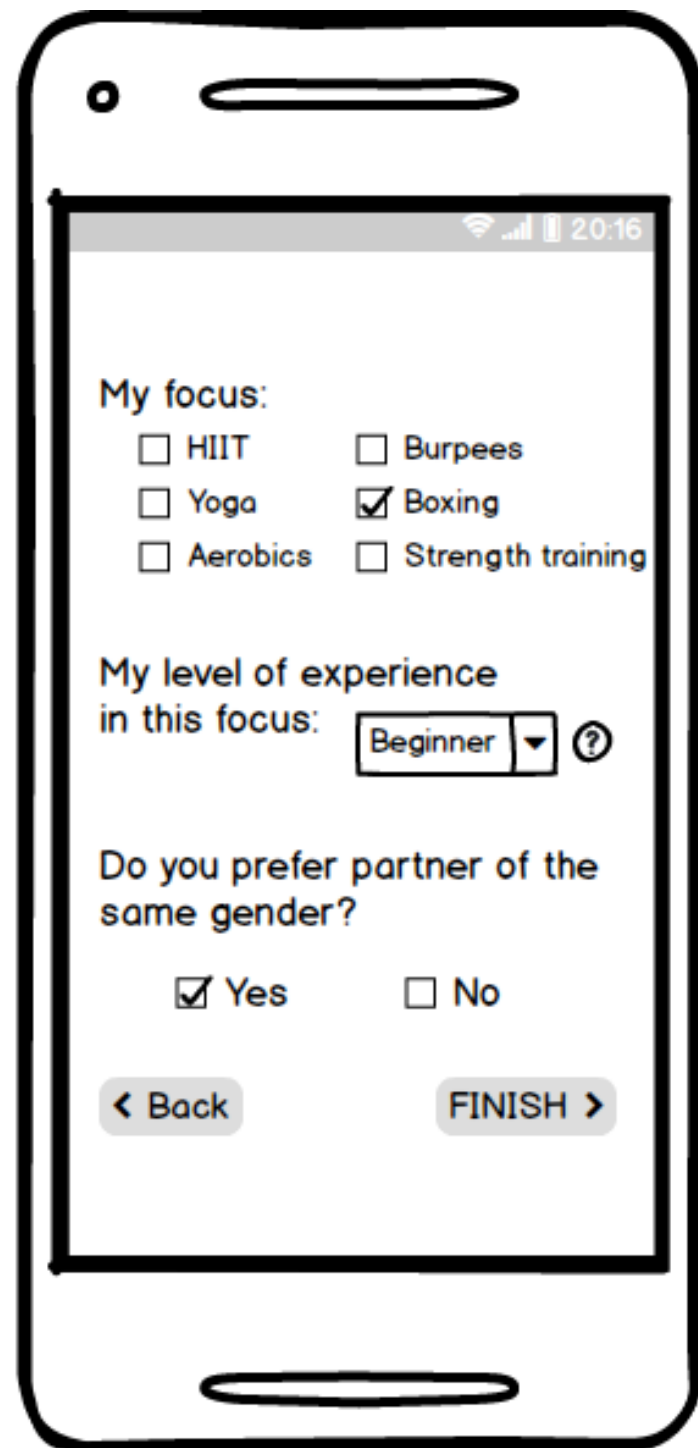 20:16
My focus:
HIIT
Burpees
Yoga
Boxing
Aerobics
Strength training
My level of experience
in this focus:
Beginner
?
Do you prefer partner of the
same gender?
Yes
No
< Back
FINISH >